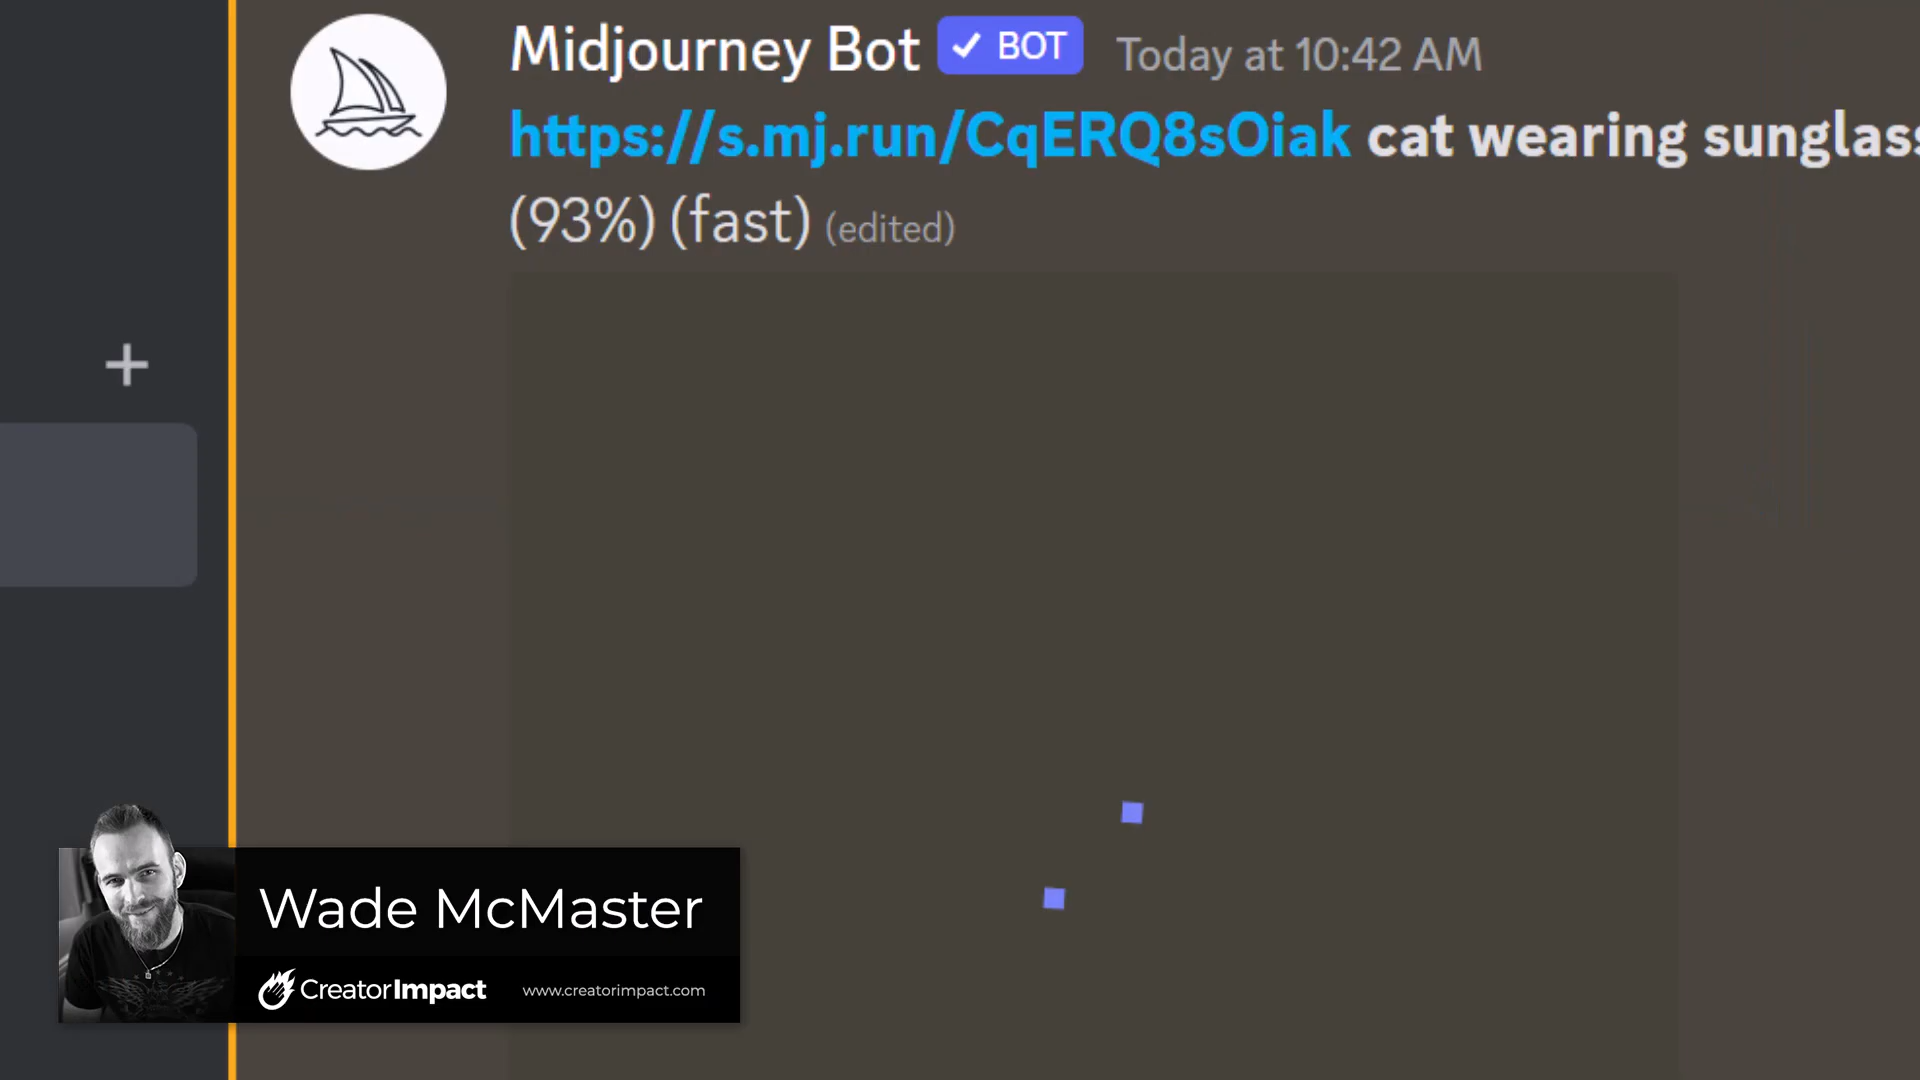 Midjourney Bot ✓ BOT Today at 10:42 AM
https://s.mj.run/CqERQ8sOiak cat wearing sunglass
(93%) (fast) (edited)
Wade McMaster
CreatorImpact www.creatorimpact.com